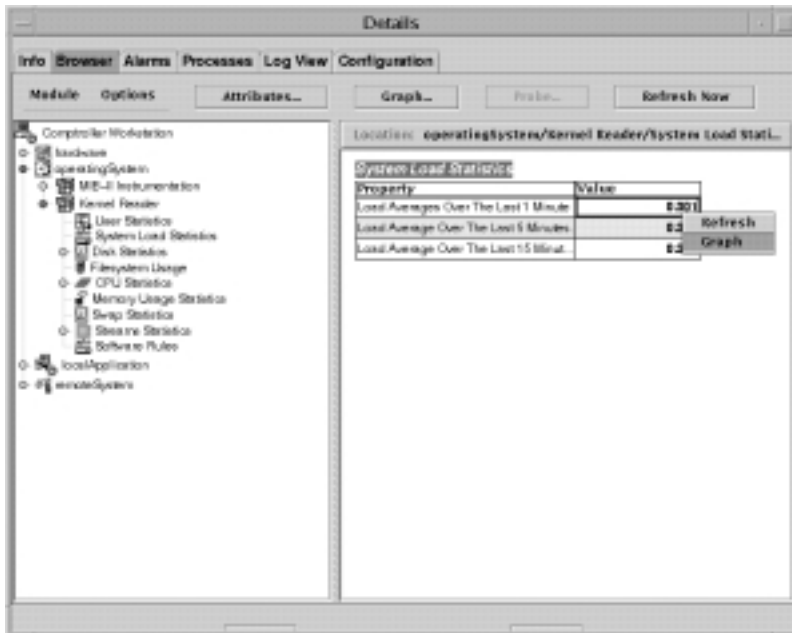 Details
Info Browser Alarms Processes Log View Configuration
Module Options Attributes... Graph... Probe... Refresh Now
Comptroller Workstation
hardware
operatingSystem
MIB-II Instrumentation
Kernel Reader
User Statistics
System Load Statistics
Disk Statistics
Filesystem Usage
CPU Statistics
Memory Usage Statistics
Swap Statistics
Streams Statistics
Software Rules
localApplication
remoteSystem
Location: operatingSystem/Kernel Reader/System Load Stati...
System Load Statistics
Property Value
Load Averages Over The Last 1 Minute 0.301
Load Average Over The Last 5 Minutes
Load Average Over The Last 15 Minut...
Refresh
Graph